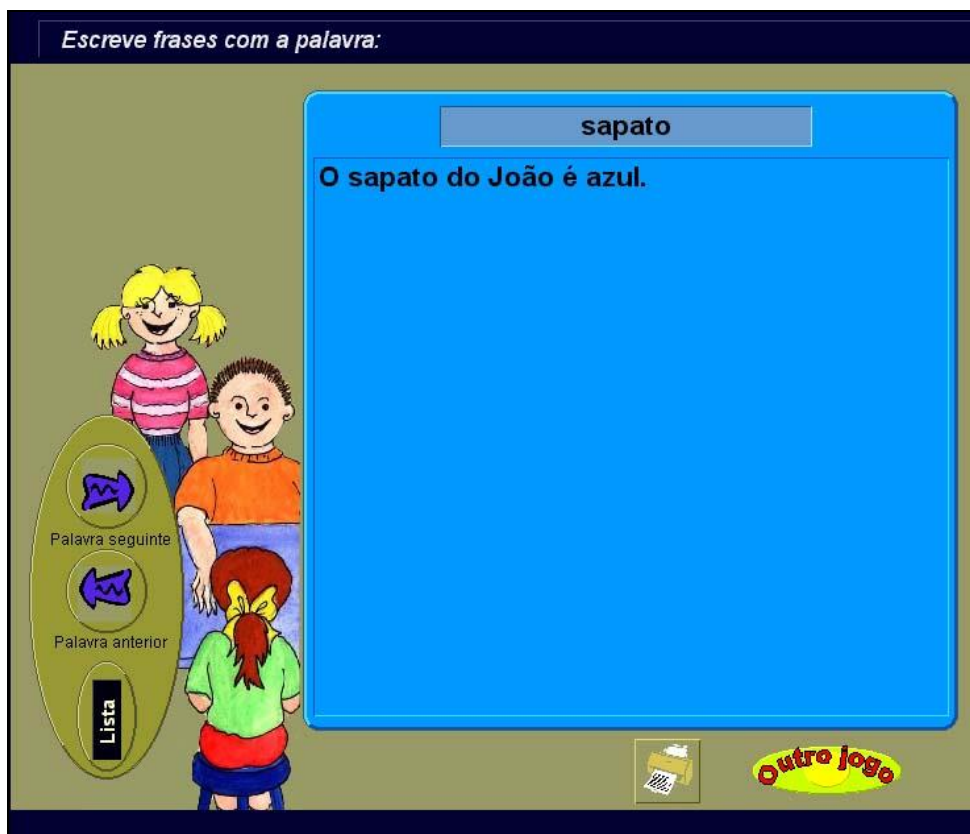 Escreve frases com a palavra:
sapato
O sapato do João é azul.
Palavra seguinte
Palavra anterior
Lista
Outro jogo